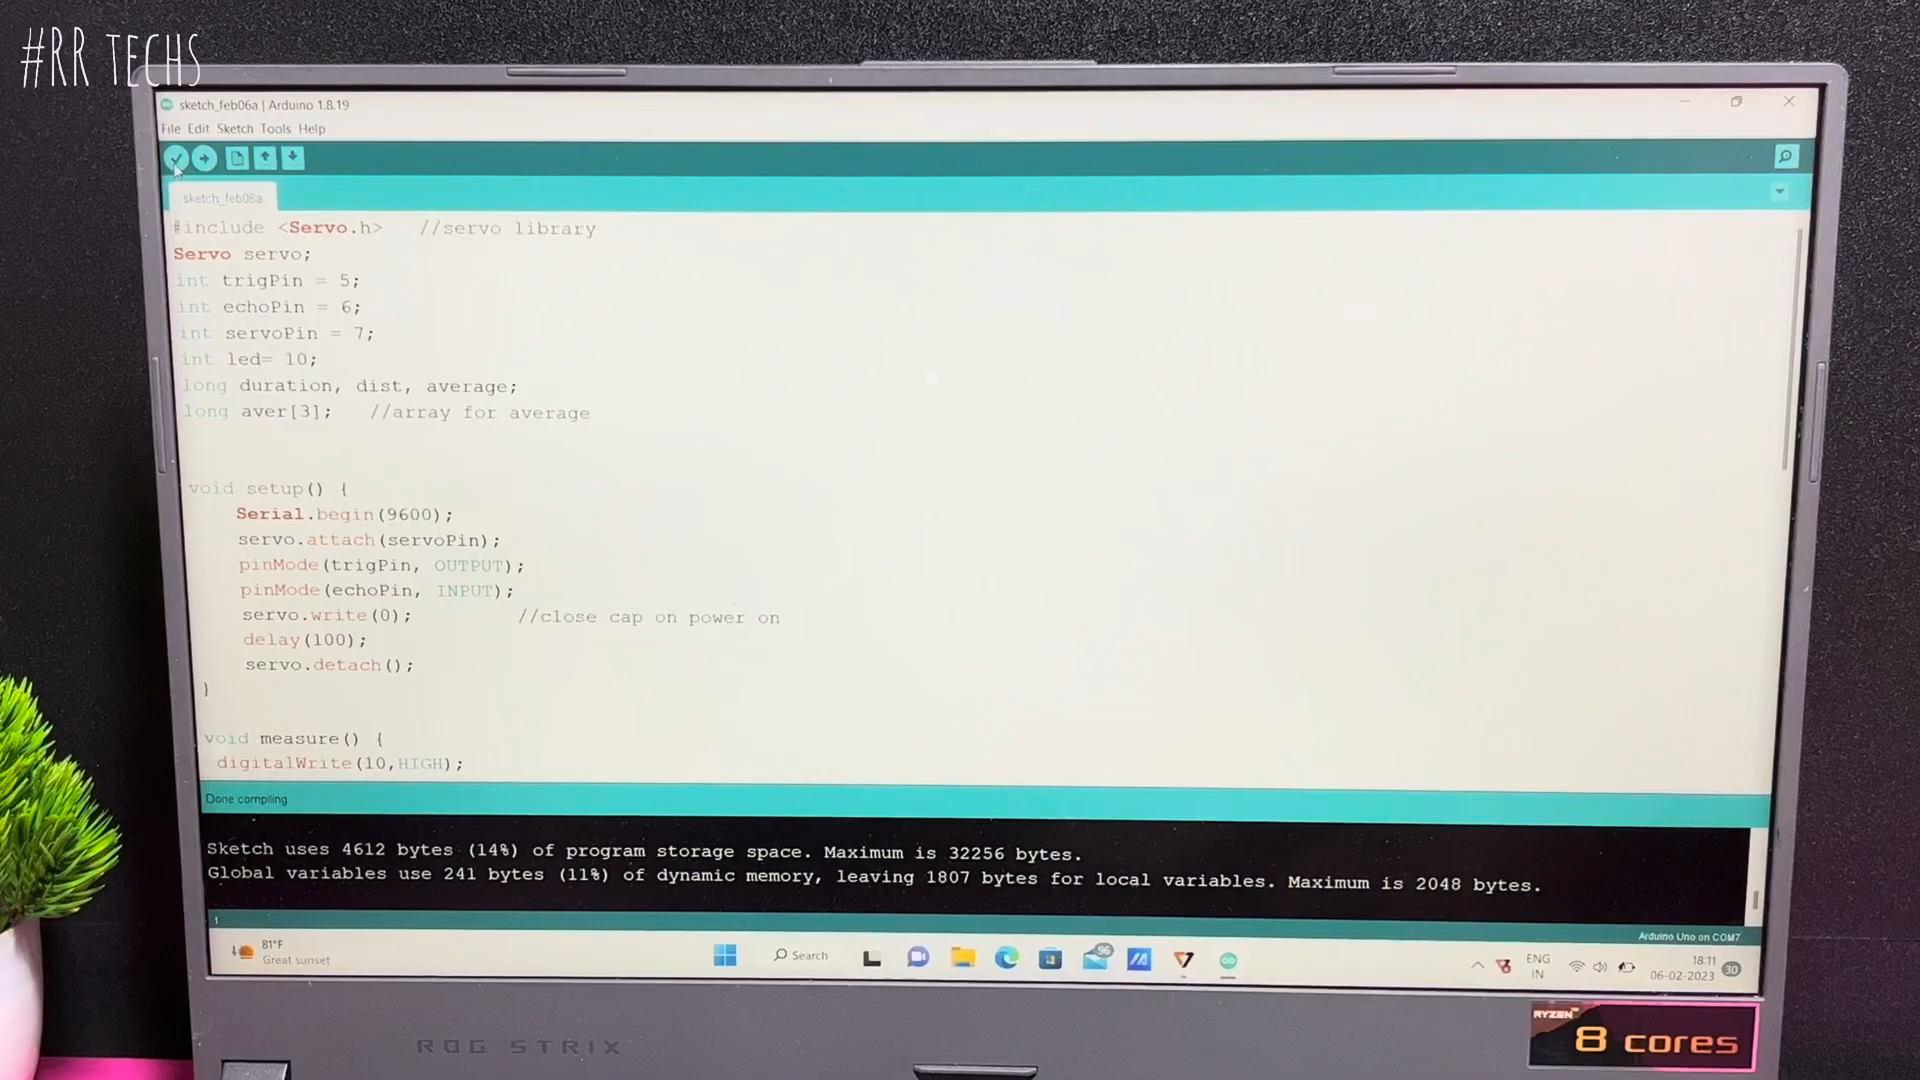 #RR TECHS
sketch_feb06a | Arduino 1.8.19
File Edit Sketch Tools Help
sketch_feb06a
#include <Servo.h>   //servo library
Servo servo;
int trigPin = 5;
int echoPin = 6;
int servoPin = 7;
int led= 10;
long duration, dist, average;
long aver[3];   //array for average
void setup() {
Serial.begin(9600);
servo.attach(servoPin);
pinMode(trigPin, OUTPUT);
pinMode(echoPin, INPUT);
servo.write(0);         //close cap on power on
delay(100);
servo.detach();
}
void measure() {
digitalWrite(10,HIGH);
Done compiling
Sketch uses 4612 bytes (14%) of program storage space. Maximum is 32256 bytes.
Global variables use 241 bytes (11%) of dynamic memory, leaving 1807 bytes for local variables. Maximum is 2048 bytes.
1
Arduino Uno on COM7
81°F
Great sunset
Search
96
ENG
IN
18:11
06-02-2023
30
ROG STRIX
RYZEN
8 cores